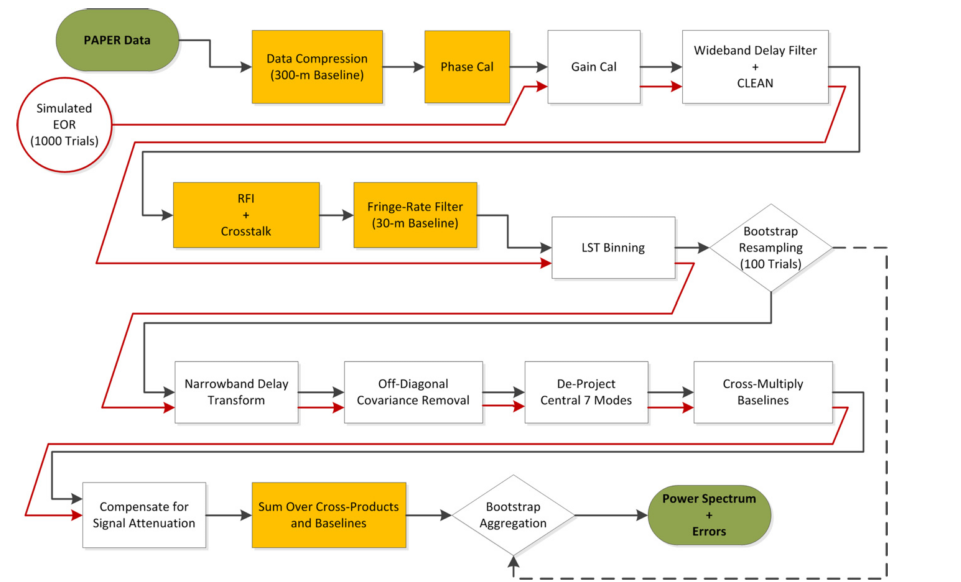 PAPER Data
Data Compression
(300-m Baseline)
Phase Cal
Gain Cal
Wideband Delay Filter
+
CLEAN
Simulated
EOR
(1000 Trials)
RFI
+
Crosstalk
Fringe-Rate Filter
(30-m Baseline)
LST Binning
Bootstrap
Resampling
(100 Trials)
Narrowband Delay
Transform
Off-Diagonal
Covariance Removal
De-Project
Central 7 Modes
Cross-Multiply
Baselines
Compensate for
Signal Attenuation
Sum Over Cross-Products
and Baselines
Bootstrap
Aggregation
Power Spectrum
+
Errors